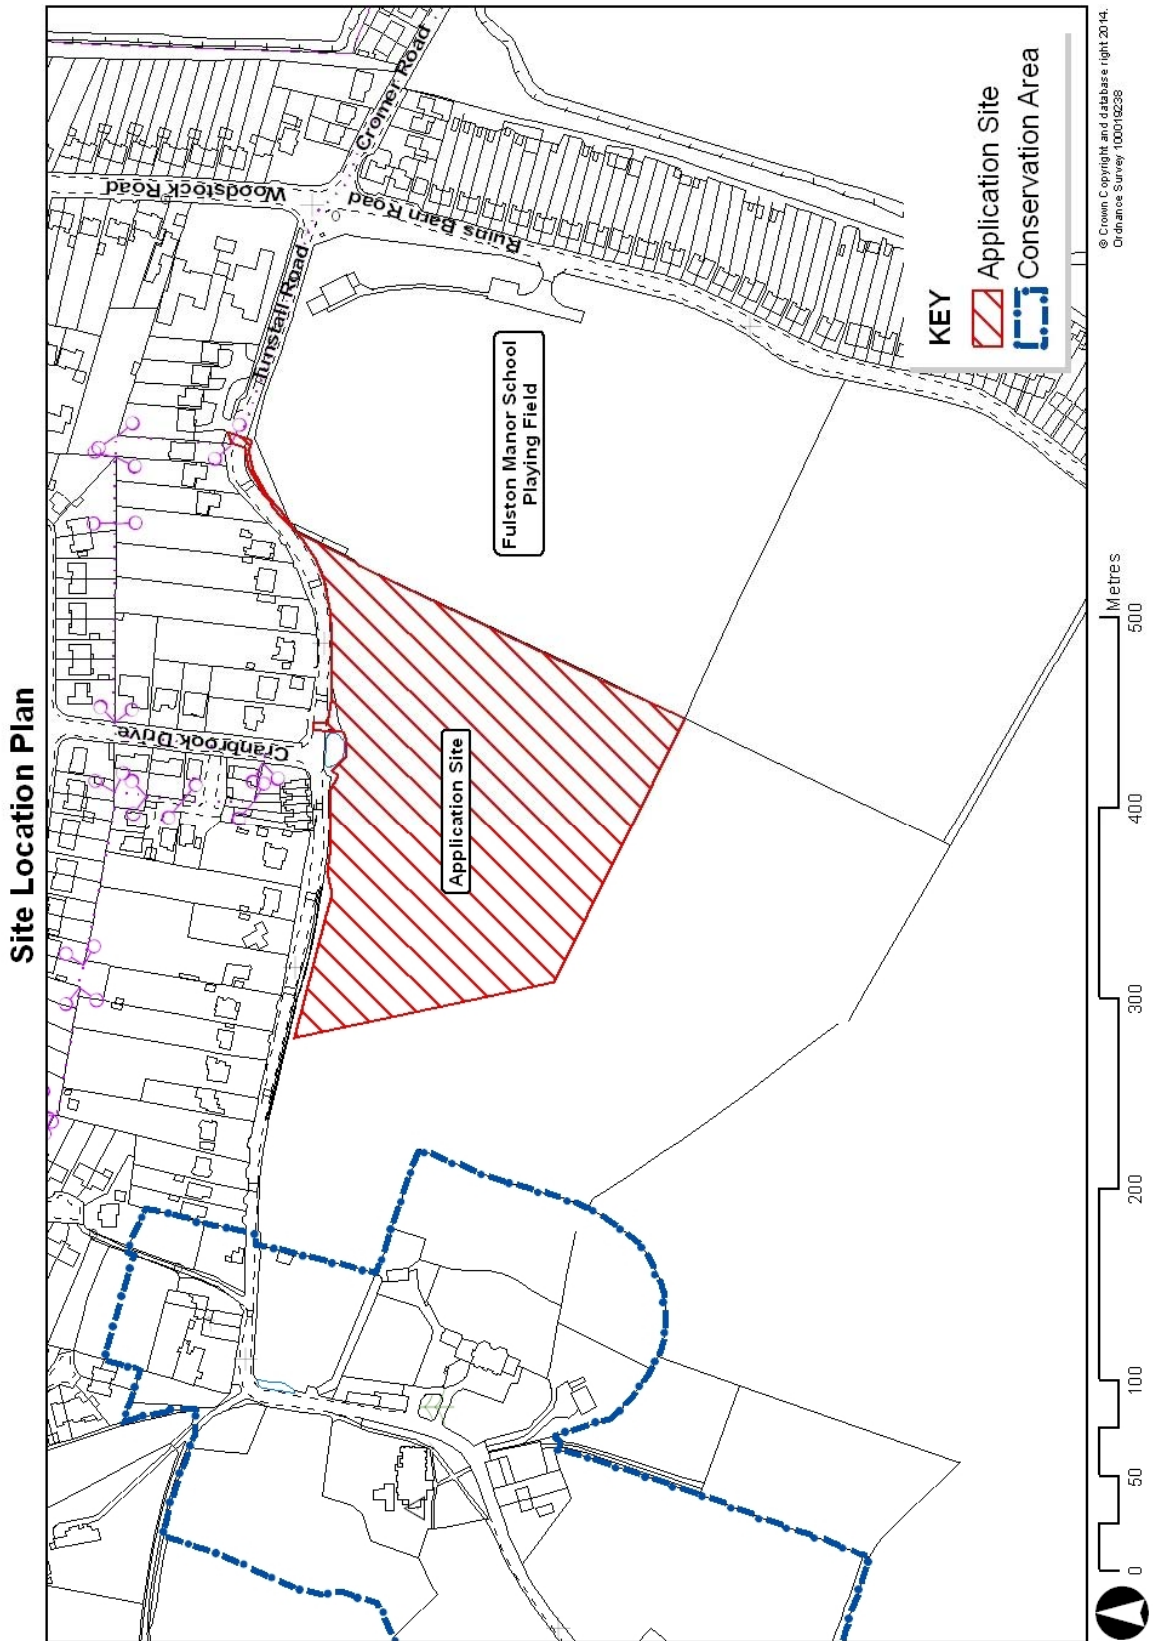 Site Location Plan
Woodstock Road
Cromer Road
Tunstall Road
Ruins Barn Road
Cranbrook Drive
Fulston Manor School
Playing Field
Application Site
KEY
Application Site
Conservation Area
0 50 100 200 300 400 500
Metres
© Crown Copyright and database right 2014.
Ordnance Survey 100019238